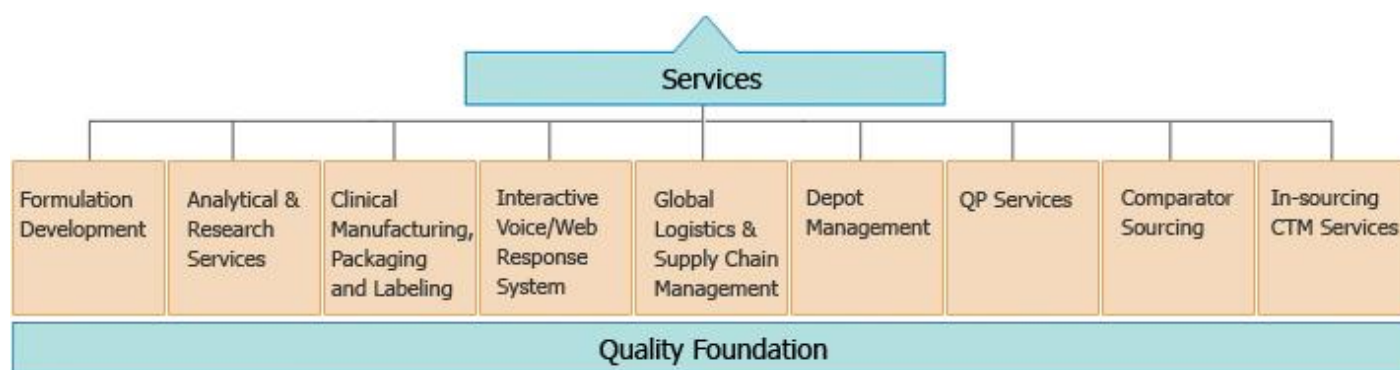 Services
Formulation
Development
Analytical &
Research
Services
Clinical
Manufacturing,
Packaging
and Labeling
Interactive
Voice/Web
Response
System
Global
Logistics &
Supply Chain
Management
Depot
Management
QP Services
Comparator
Sourcing
In-sourcing
CTM Services
Quality Foundation